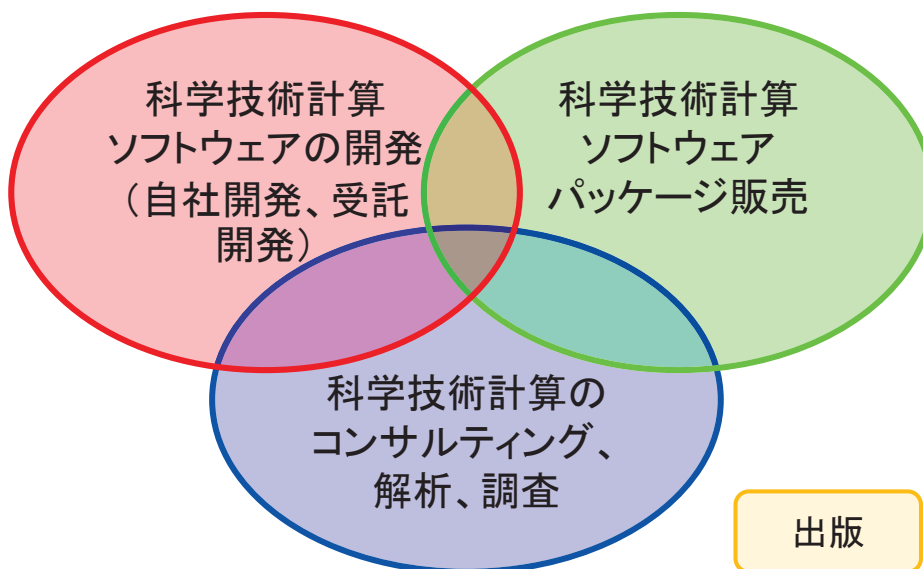 科学技術計算
ソフトウェアの開発
（自社開発、受託
開発）
科学技術計算
ソフトウェア
パッケージ販売
科学技術計算の
コンサルティング、
解析、調査
出版